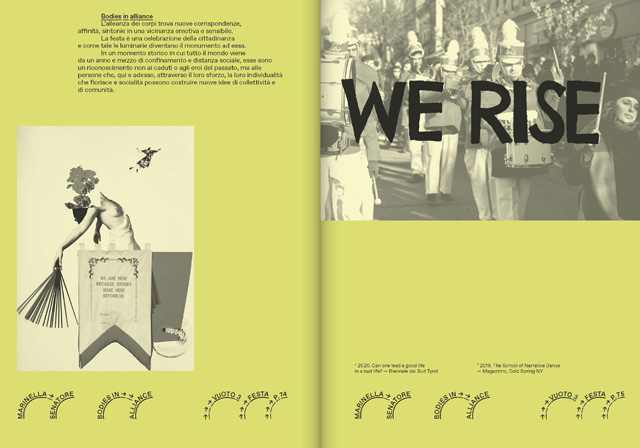 Bodies in alliance
L'alleanza dei corpi trova nuove corrispondenze,
affinità, sintonie in una vicinanza emotiva e sensibile.
La festa è una celebrazione della cittadinanza
e come tale le luminarie diventano il monumento ad essa.
In un momento storico in cui tutto il mondo viene
da un anno e mezzo di confinamento e distanza sociale, esse sono
un riconoscimento non ai caduti o agli eroi del passato, ma alle
persone che, qui e adesso, attraverso il loro sforzo, la loro individualità
che fiorisce e socialità possono costruire nuove idee di collettività e
di comunità.
WE ARE HERE
BECAUSE OTHERS
WERE HERE
BEFORE US
MARINELLA → SENATORE
BODIES IN → ALLIANCE
VUOTO
FESTA
P. 74
WE RISE
* 2020. Can one lead a good life
in a bad life? — Biennale del Sud Tyrol
* 2019. The School of Narrative Dance
— Magazzino, Cold Spring NY
MARINELLA → SENATORE
BODIES IN → ALLIANCE
VUOTO
FESTA
P. 75